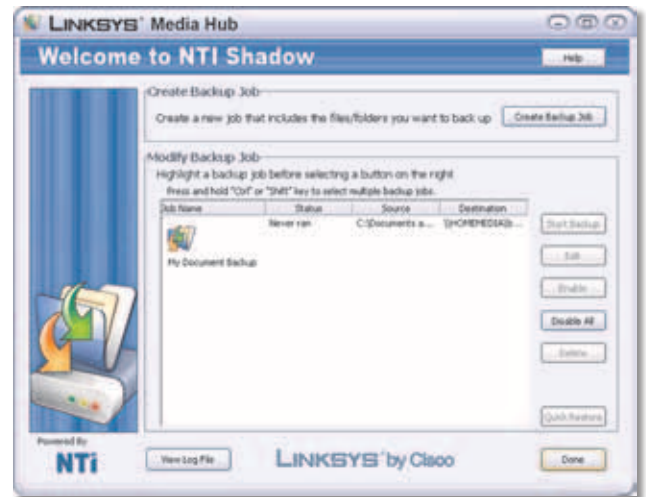 LINKSYS® Media Hub
Welcome to NTI Shadow
Help
Create Backup Job
Create a new job that includes the files/folders you want to back up
Create Backup Job
Modify Backup Job
Highlight a backup job before selecting a button on the right
Press and hold "Ctrl" or "Shift" key to select multiple backup jobs.
Job Name Status Source Destination
Never ran C:\Documents a... \\HOMEMEDIA\b...
My Document Backup
Start Backup
Edit
Enable
Disable All
Delete
Quick Restore
Powered By
NTI
View Log File
LINKSYS® by Cisco
Done